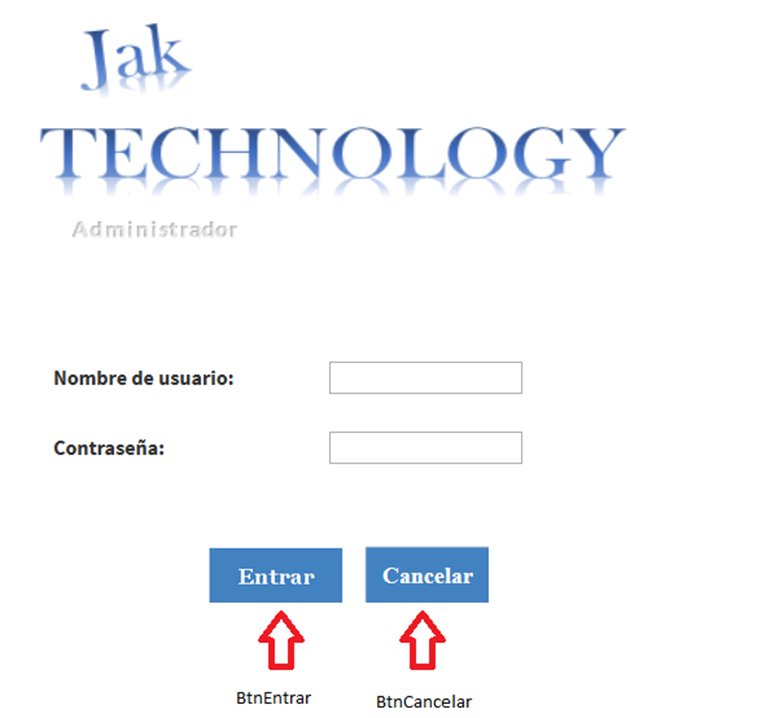 Jak
TECHNOLOGY
Administrador
Nombre de usuario:
Contraseña:
Entrar Cancelar
BtnEntrar BtnCancelar